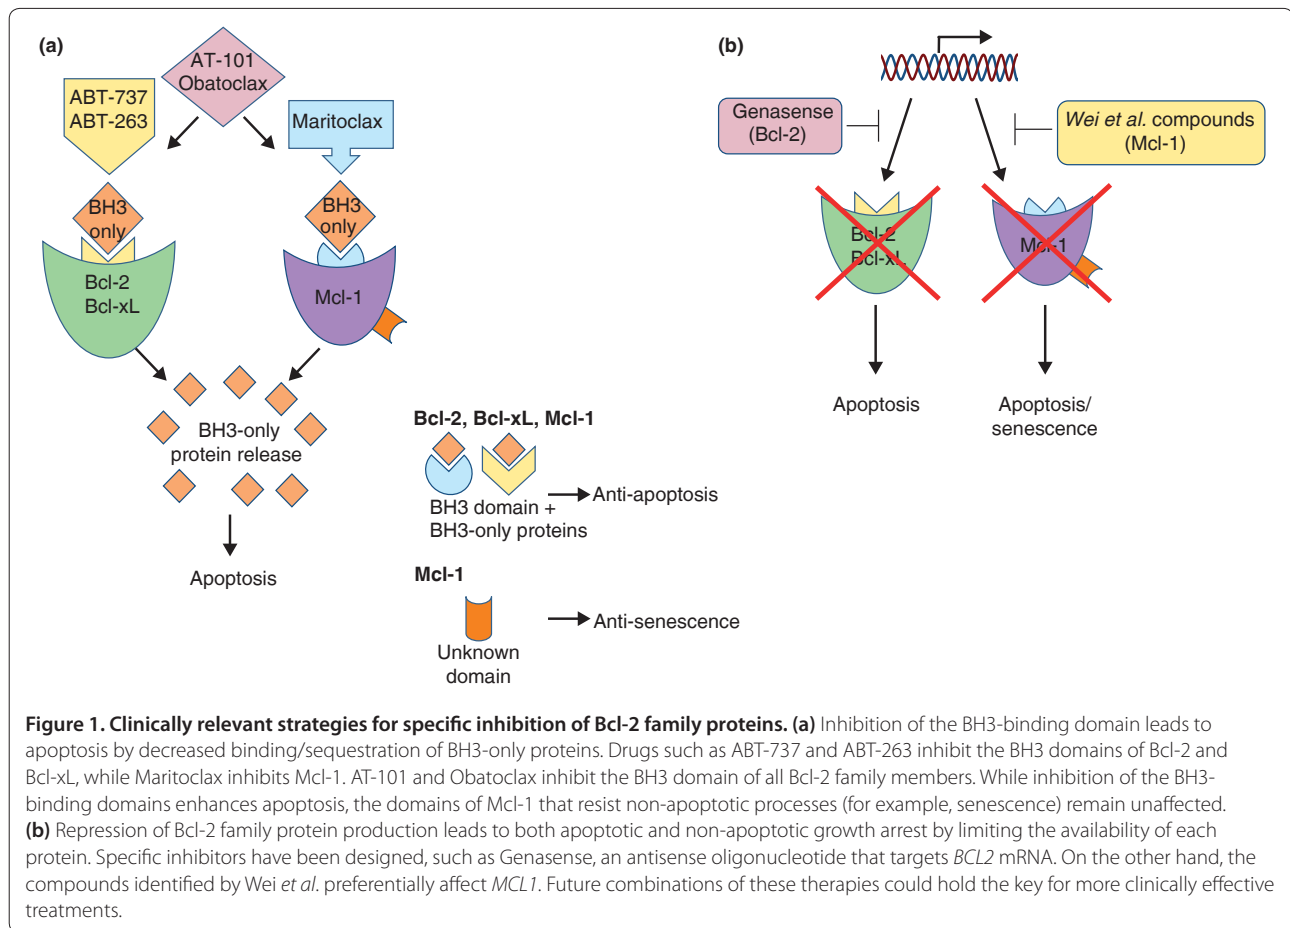 (a)
AT-101
Obatoclax
ABT-737
ABT-263
Maritoclax
BH3
only
BH3
only
Bcl-2
Bcl-xL
Mcl-1
BH3-only
protein release
Apoptosis
Bcl-2, Bcl-xL, Mcl-1
BH3 domain +
BH3-only proteins
Anti-apoptosis
Mcl-1
Unknown
domain
Anti-senescence
(b)
Genasense
(Bcl-2)
Wei et al. compounds
(Mcl-1)
Bcl-2
Bcl-xL
Mcl-1
Apoptosis
Apoptosis/
senescence
Figure 1. Clinically relevant strategies for specific inhibition of Bcl-2 family proteins. (a) Inhibition of the BH3-binding domain leads to
apoptosis by decreased binding/sequestration of BH3-only proteins. Drugs such as ABT-737 and ABT-263 inhibit the BH3 domains of Bcl-2 and
Bcl-xL, while Maritoclax inhibits Mcl-1. AT-101 and Obatoclax inhibit the BH3 domain of all Bcl-2 family members. While inhibition of the BH3-
binding domains enhances apoptosis, the domains of Mcl-1 that resist non-apoptotic processes (for example, senescence) remain unaffected.
(b) Repression of Bcl-2 family protein production leads to both apoptotic and non-apoptotic growth arrest by limiting the availability of each
protein. Specific inhibitors have been designed, such as Genasense, an antisense oligonucleotide that targets BCL2 mRNA. On the other hand, the
compounds identified by Wei et al. preferentially affect MCL1. Future combinations of these therapies could hold the key for more clinically effective
treatments.